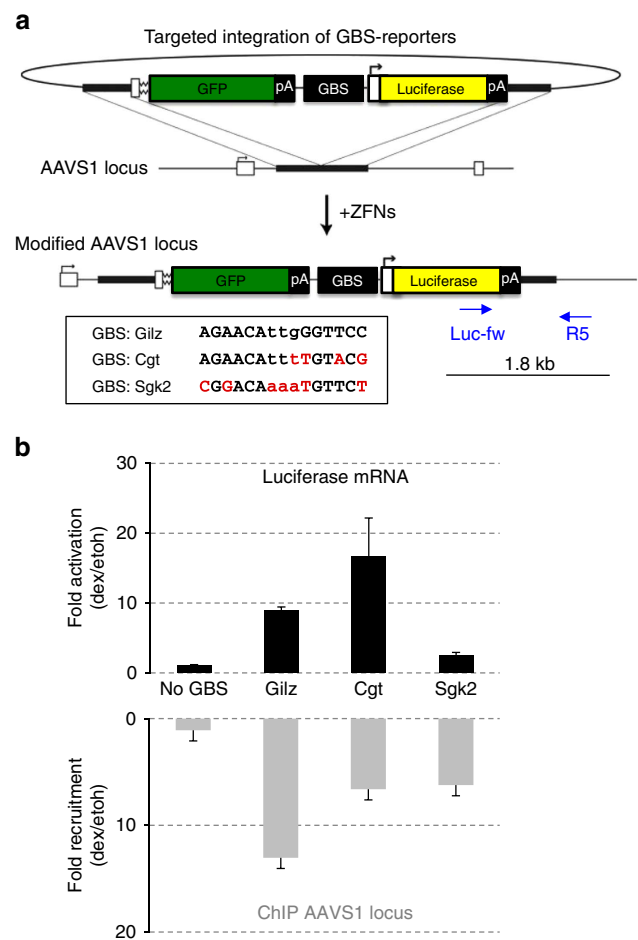 a
Targeted integration of GBS-reporters
GFP pA GBS Luciferase pA
AAVS1 locus
+ZFNs
Modified AAVS1 locus
GFP pA GBS Luciferase pA
GBS: Gilz AGAACAttgGGTTCC
GBS: Cgt AGAACAtttTGTACG
GBS: Sgk2 CGGACAaaaTGTTCT
Luc-fw R5
1.8 kb
b
Luciferase mRNA
Fold activation
(dex/etoh)
30
20
10
0
No GBS Gilz Cgt Sgk2
Fold recruitment
(dex/etoh)
0
10
20
ChIP AAVS1 locus